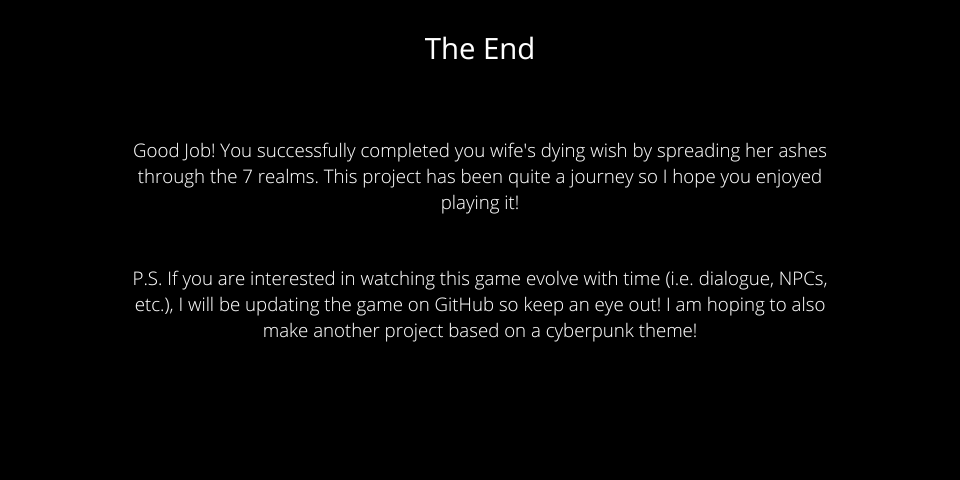 The End
Good Job! You successfully completed you wife's dying wish by spreading her ashes
through the 7 realms. This project has been quite a journey so I hope you enjoyed
playing it!
P.S. If you are interested in watching this game evolve with time (i.e. dialogue, NPCs,
etc.), I will be updating the game on GitHub so keep an eye out! I am hoping to also
make another project based on a cyberpunk theme!